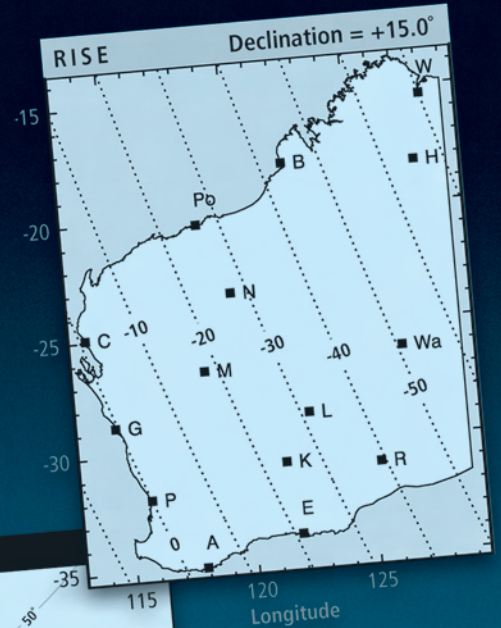 RISE
Declination = +15.0°
W
-15
B
H
Po
-20
N
-10
-20
-30
-40
-50
C
-25
M
Wa
G
L
-30
K
R
P
E
0
A
-35
115
120
125
Longitude
50°